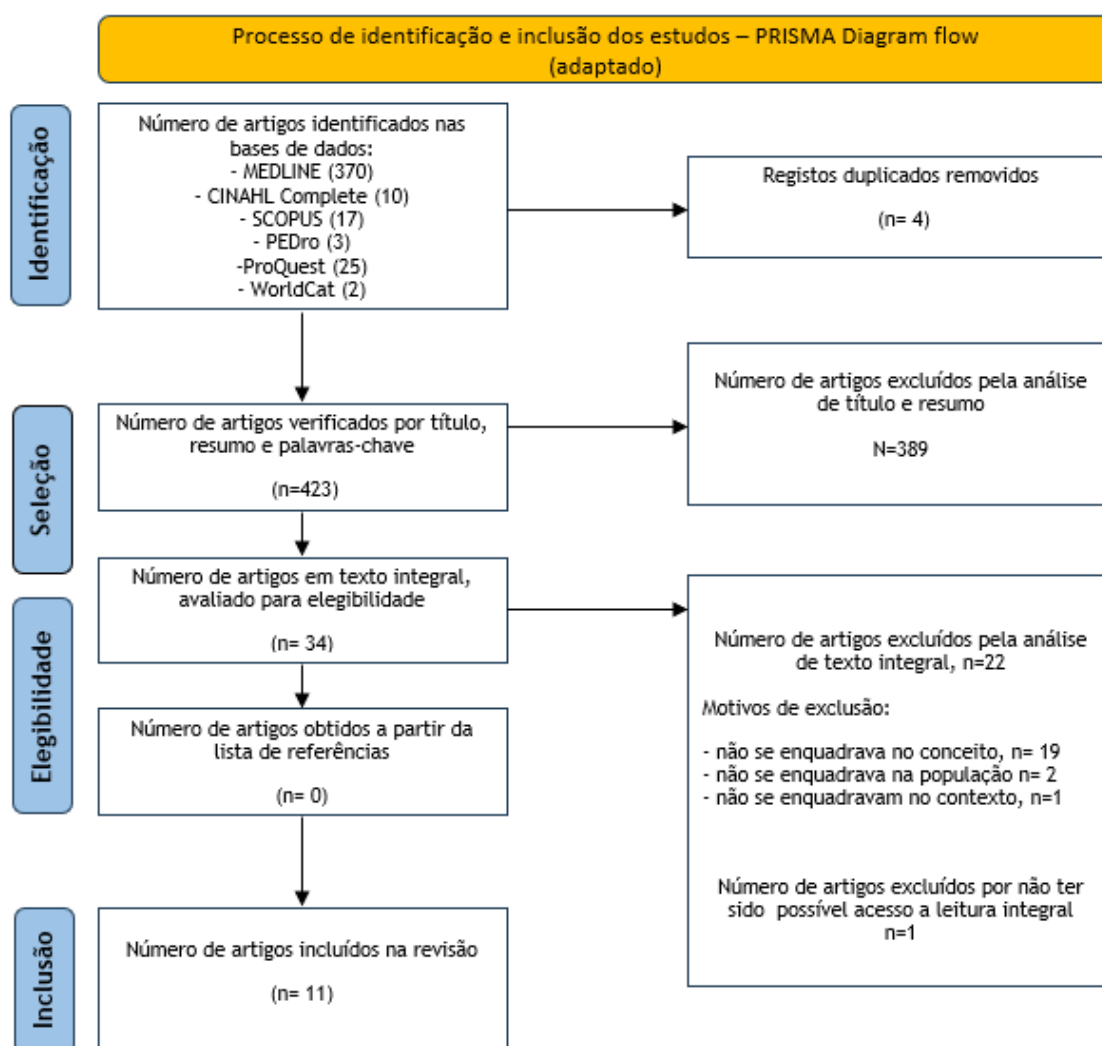 Processo de identificação e inclusão dos estudos – PRISMA Diagram flow
(adaptado)
Identificação
Número de artigos identificados nas
bases de dados:
- MEDLINE (370)
- CINAHL Complete (10)
- SCOPUS (17)
- PEDro (3)
-ProQuest (25)
- WorldCat (2)
Registos duplicados removidos
(n= 4)
Seleção
Número de artigos verificados por título,
resumo e palavras-chave
(n=423)
Número de artigos excluídos pela análise
de título e resumo
N=389
Elegibilidade
Número de artigos em texto integral,
avaliado para elegibilidade
(n= 34)
Número de artigos obtidos a partir da
lista de referências
(n= 0)
Número de artigos excluídos pela análise
de texto integral, n=22
Motivos de exclusão:
- não se enquadrava no conceito, n= 19
- não se enquadrava na população n= 2
- não se enquadravam no contexto, n=1
Número de artigos excluídos por não ter
sido possível acesso a leitura integral
n=1
Inclusão
Número de artigos incluídos na revisão
(n= 11)